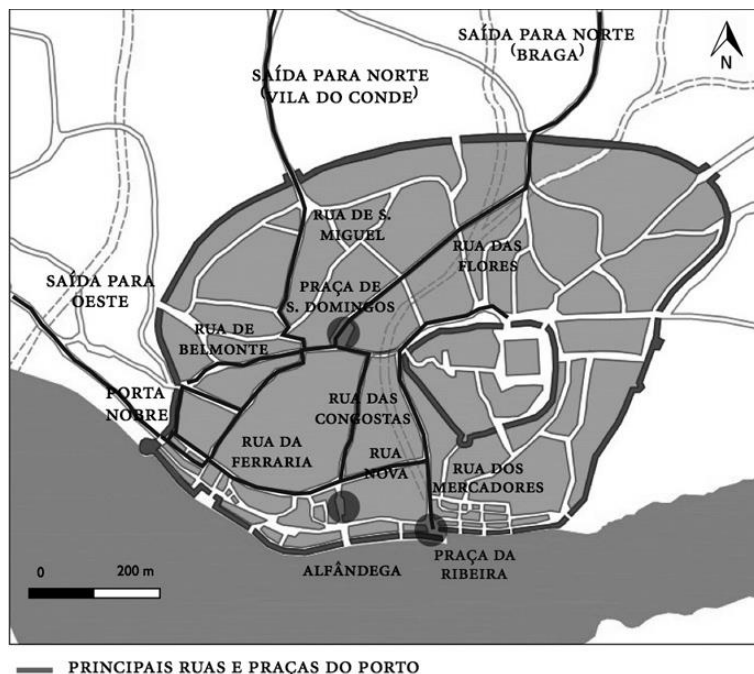 SAÍDA PARA NORTE
(BRAGA)
N
SAÍDA PARA NORTE
(VILA DO CONDE)
RUA DE S.
MIGUEL
RUA DAS
FLORES
SAÍDA PARA
OESTE
PRAÇA DE
S. DOMINGOS
RUA DE
BELMONTE
PORTA
NOBRE
RUA DAS
CONGOSTAS
RUA DA
FERRARIA
RUA
NOVA
RUA DOS
MERCADORES
0 200 m
ALFÂNDEGA
PRAÇA DA
RIBEIRA
PRINCIPAIS RUAS E PRAÇAS DO PORTO